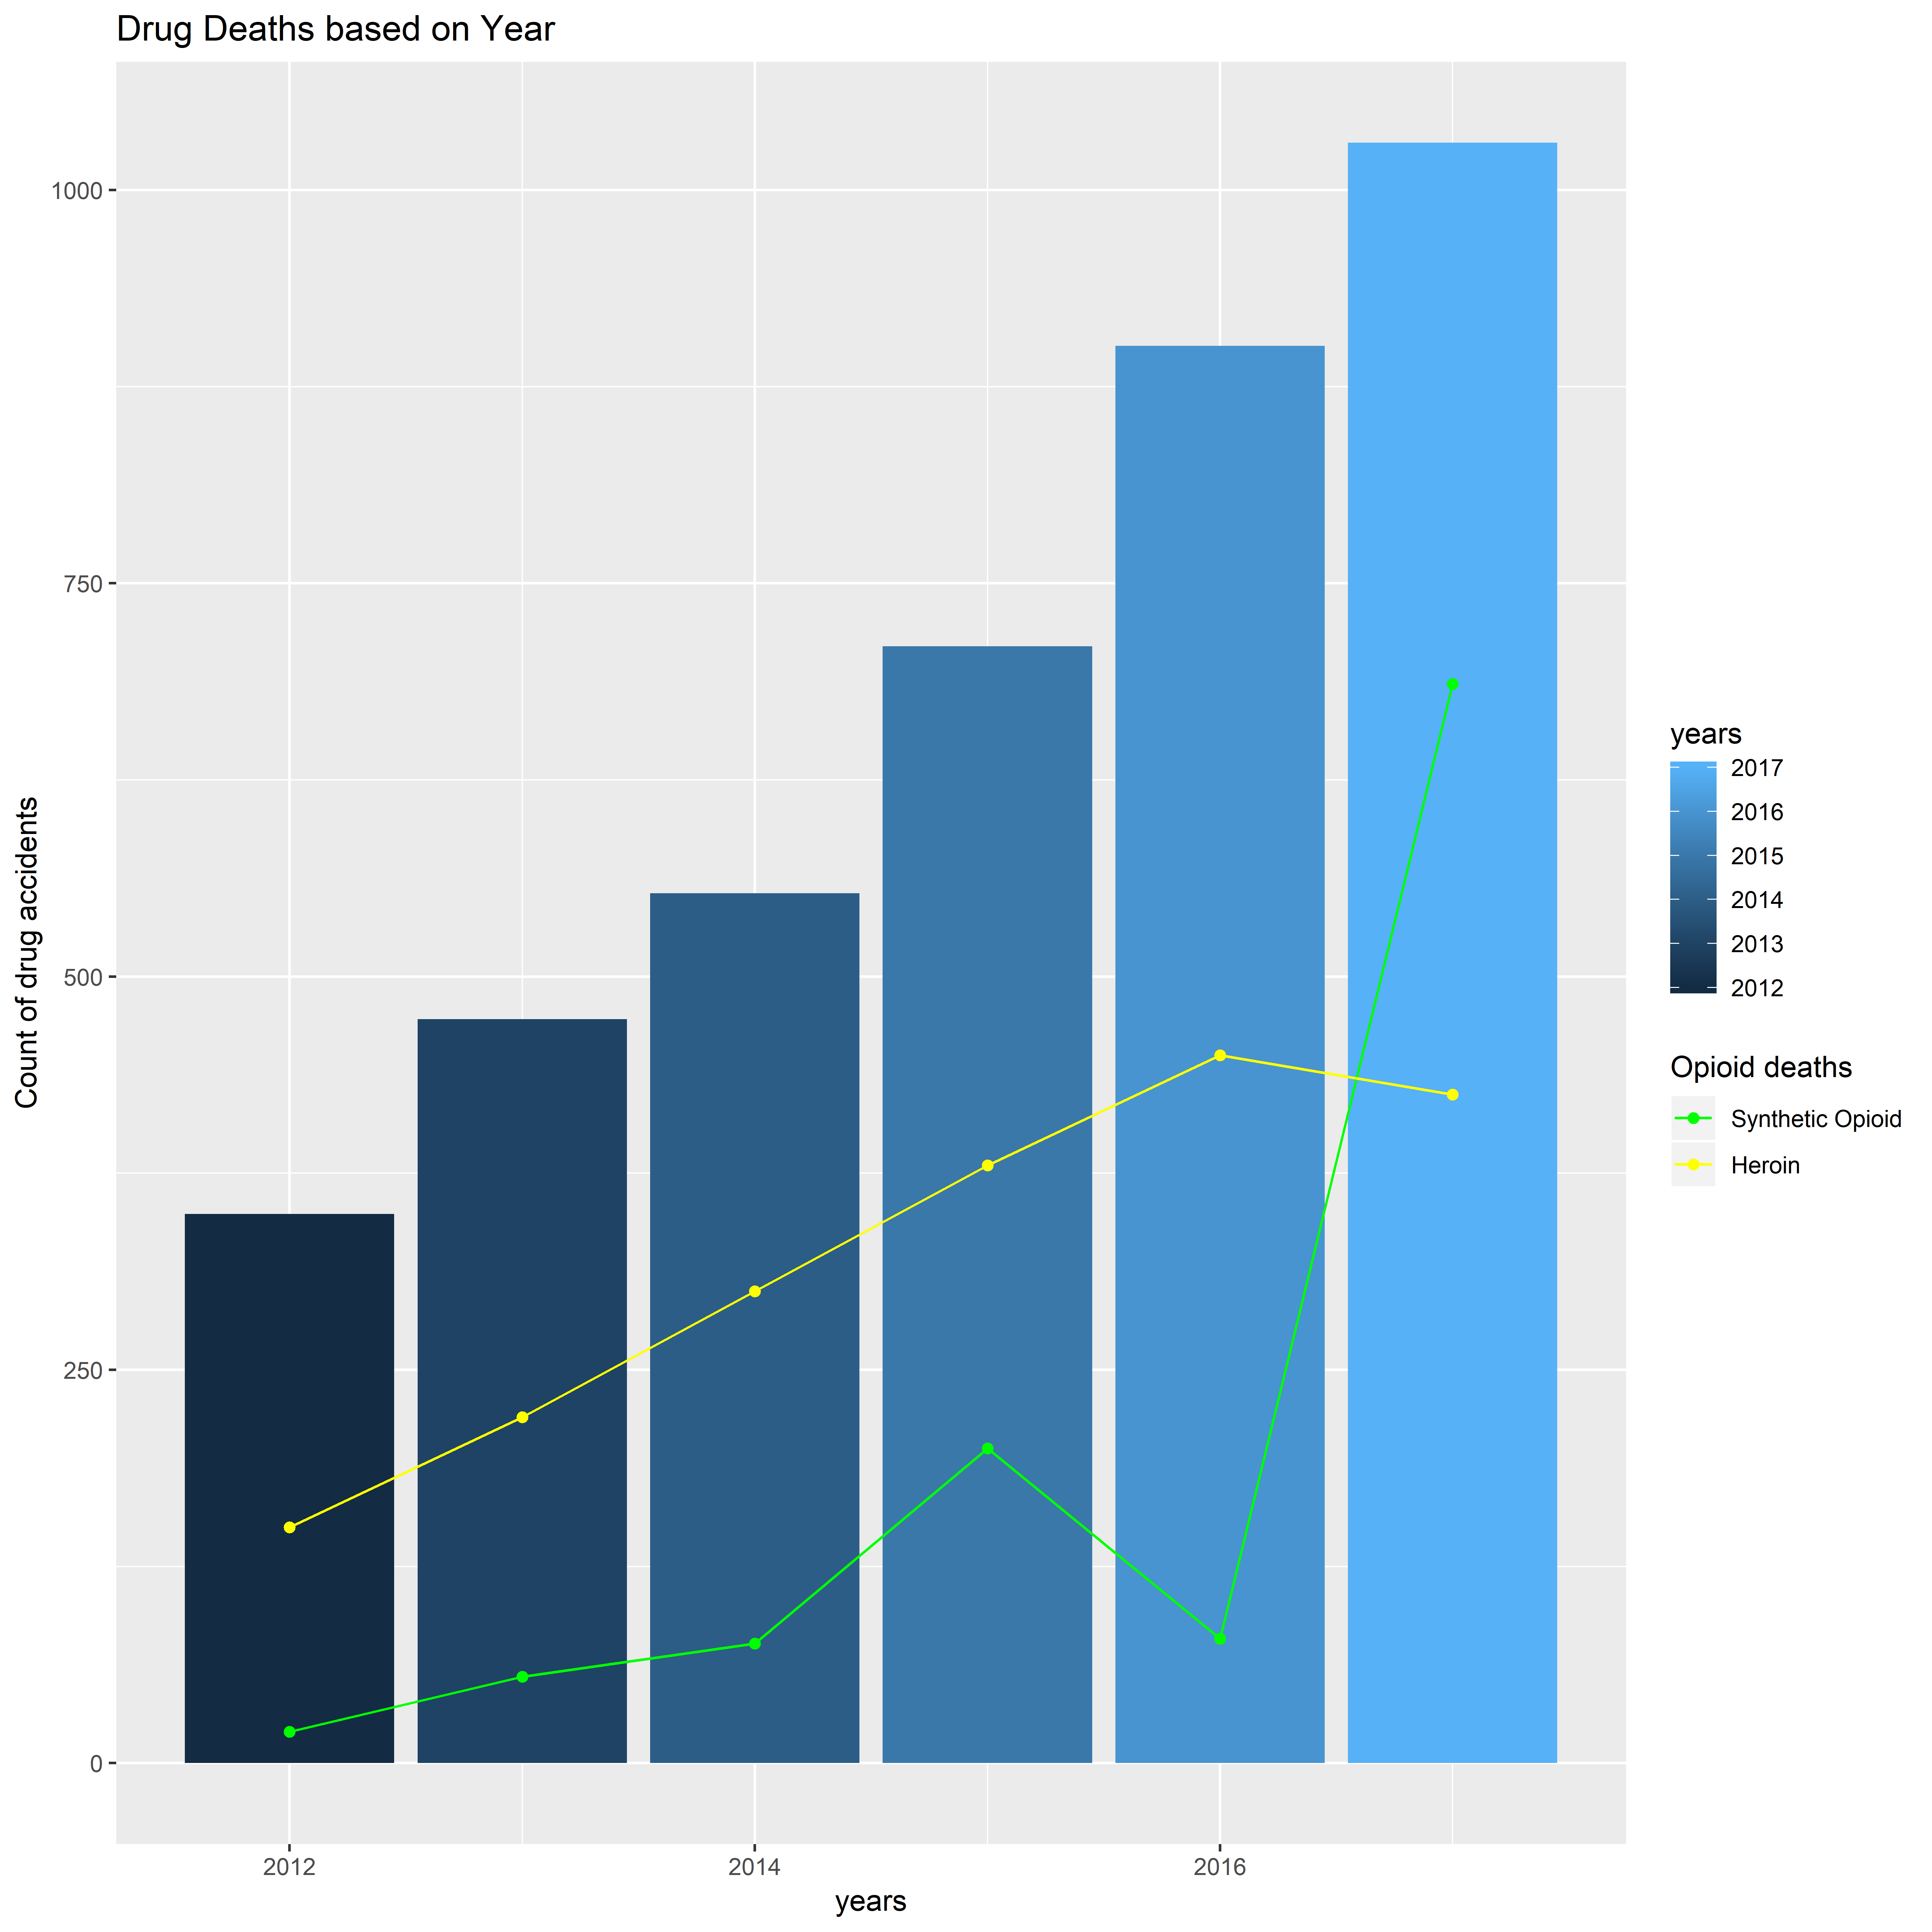 Drug Deaths based on Year
Count of drug accidents
1000
750
500
250
0
2012
2014
2016
years
years
2017
2016
2015
2014
2013
2012
Opioid deaths
Synthetic Opioid
Heroin